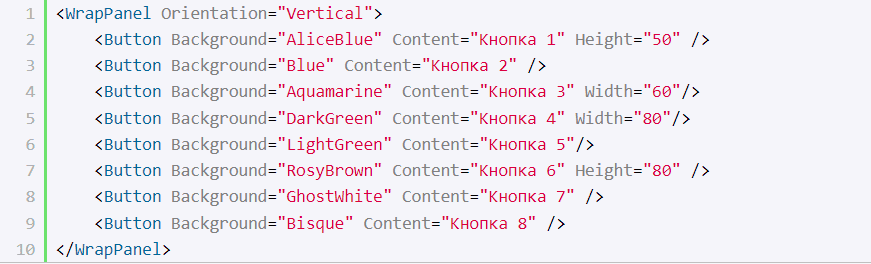 1 <WrapPanel Orientation="Vertical">
2     <Button Background="AliceBlue" Content="Кнопка 1" Height="50" />
3     <Button Background="Blue" Content="Кнопка 2" />
4     <Button Background="Aquamarine" Content="Кнопка 3" Width="60"/>
5     <Button Background="DarkGreen" Content="Кнопка 4" Width="80"/>
6     <Button Background="LightGreen" Content="Кнопка 5"/>
7     <Button Background="RosyBrown" Content="Кнопка 6" Height="80" />
8     <Button Background="GhostWhite" Content="Кнопка 7" />
9     <Button Background="Bisque" Content="Кнопка 8" />
10 </WrapPanel>